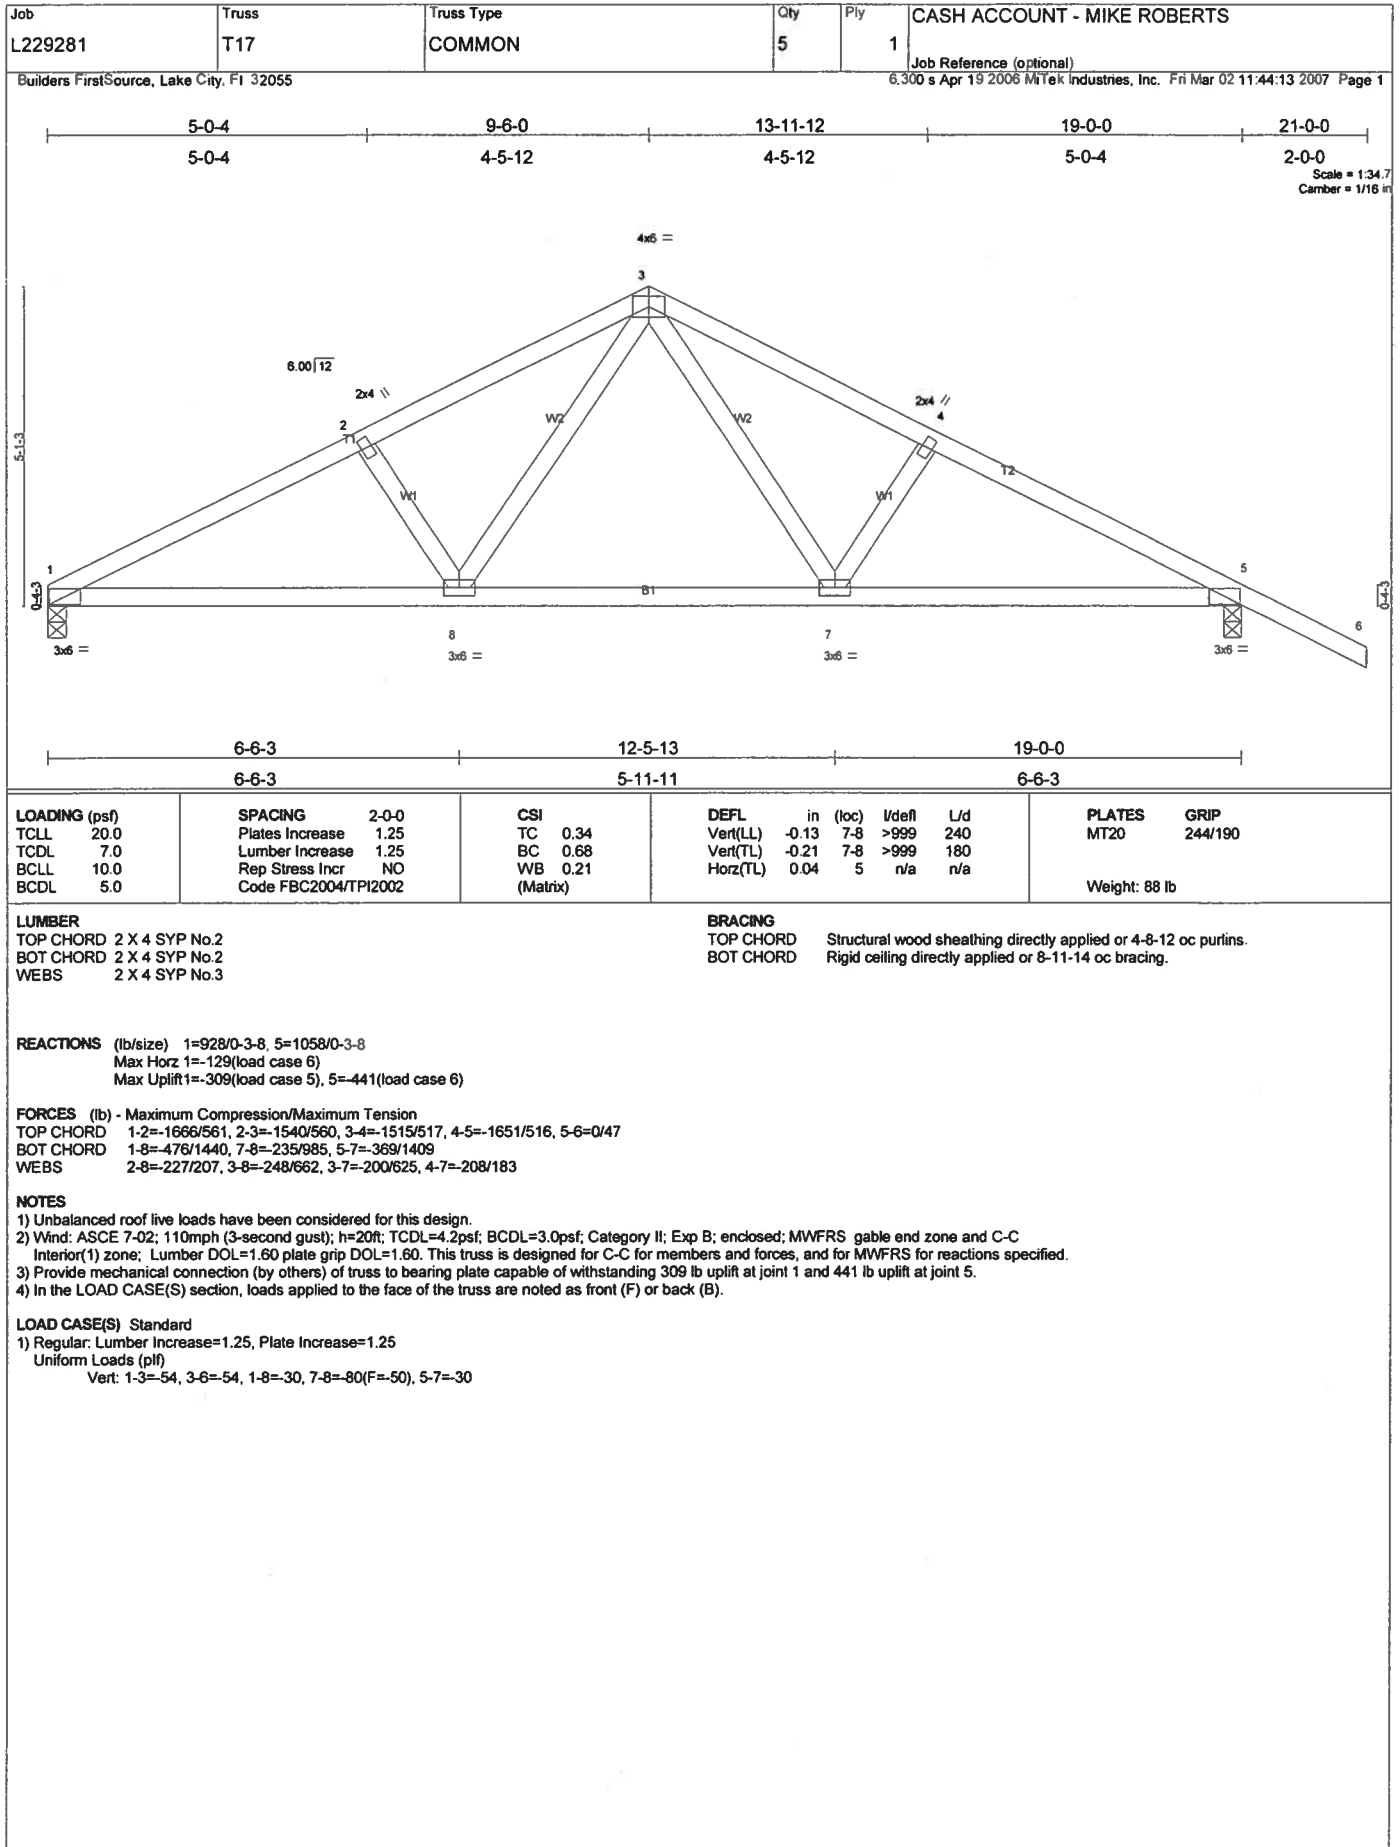 Job Truss Truss Type Qty Ply CASH ACCOUNT - MIKE ROBERTS
L229281 T17 COMMON 5 1
Job Reference (optional)
Builders FirstSource, Lake City, Fl 32055 6.300 s Apr 19 2006 MiTek Industries, Inc. Fri Mar 02 11:44:13 2007 Page 1
5-0-4 9-6-0 13-11-12 19-0-0 21-0-0
5-0-4 4-5-12 4-5-12 5-0-4 2-0-0
Scale = 1:34.7
Camber = 1/16 in
4x6 =
3
6.00 12
2x4 \\
2x4 //
2
4
T1
W2
W2
5-1-3
T2
W1
W1
1
5
0-4-3
B1
0-4-3
6
8
7
3x6 =
3x6 =
3x6 =
3x6 =
6-6-3 12-5-13 19-0-0
6-6-3 5-11-11 6-6-3
LOADING (psf) SPACING 2-0-0 CSI DEFL in (loc) l/defl L/d PLATES GRIP
TCLL 20.0 Plates Increase 1.25 TC 0.34 Vert(LL) -0.13 7-8 >999 240 MT20 244/190
TCDL 7.0 Lumber Increase 1.25 BC 0.68 Vert(TL) -0.21 7-8 >999 180
BCLL 10.0 Rep Stress Incr NO WB 0.21 Horz(TL) 0.04 5 n/a n/a
BCDL 5.0 Code FBC2004/TPI2002 (Matrix) Weight: 88 lb
LUMBER
TOP CHORD 2 X 4 SYP No.2
BOT CHORD 2 X 4 SYP No.2
WEBS 2 X 4 SYP No.3
BRACING
TOP CHORD Structural wood sheathing directly applied or 4-8-12 oc purlins.
BOT CHORD Rigid ceiling directly applied or 8-11-14 oc bracing.
REACTIONS (lb/size) 1=928/0-3-8, 5=1058/0-3-8
Max Horz 1=-129(load case 6)
Max Uplift1=-309(load case 5), 5=-441(load case 6)
FORCES (lb) - Maximum Compression/Maximum Tension
TOP CHORD 1-2=-1666/561, 2-3=-1540/560, 3-4=-1515/517, 4-5=-1651/516, 5-6=0/47
BOT CHORD 1-8=-476/1440, 7-8=-235/985, 5-7=-369/1409
WEBS 2-8=-227/207, 3-8=-248/662, 3-7=-200/625, 4-7=-208/183
NOTES
1) Unbalanced roof live loads have been considered for this design.
2) Wind: ASCE 7-02; 110mph (3-second gust); h=20ft; TCDL=4.2psf; BCDL=3.0psf; Category II; Exp B; enclosed; MWFRS gable end zone and C-C
Interior(1) zone; Lumber DOL=1.60 plate grip DOL=1.60. This truss is designed for C-C for members and forces, and for MWFRS for reactions specified.
3) Provide mechanical connection (by others) of truss to bearing plate capable of withstanding 309 lb uplift at joint 1 and 441 lb uplift at joint 5.
4) In the LOAD CASE(S) section, loads applied to the face of the truss are noted as front (F) or back (B).
LOAD CASE(S) Standard
1) Regular: Lumber Increase=1.25, Plate Increase=1.25
Uniform Loads (plf)
Vert: 1-3=-54, 3-6=-54, 1-8=-30, 7-8=-80(F=-50), 5-7=-30